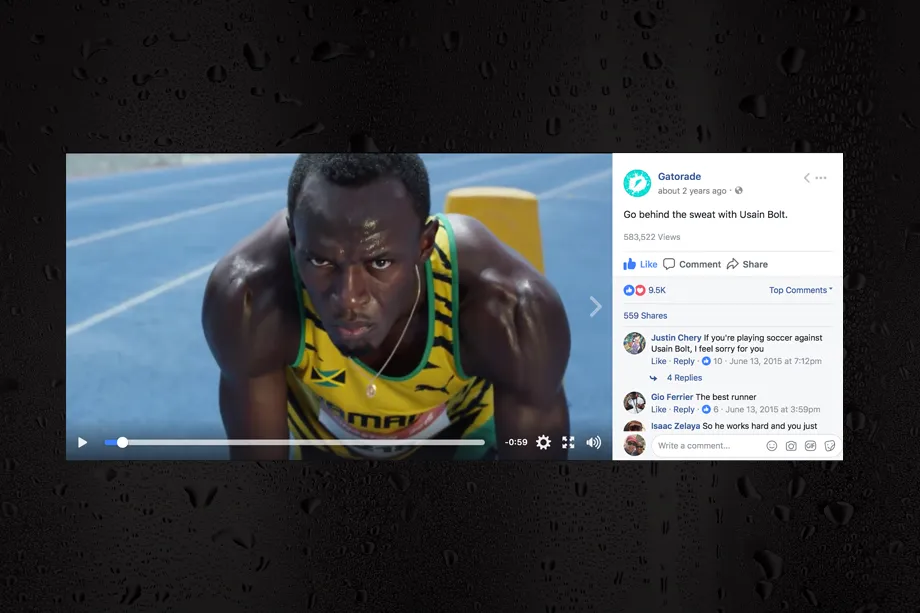 Gatorade
about 2 years ago ·
Go behind the sweat with Usain Bolt.
583,522 Views
Like Comment Share
9.5K Top Comments
559 Shares
Justin Chery If you're playing soccer against
Usain Bolt, I feel sorry for you
Like · Reply · 10 · June 13, 2015 at 7:12pm
4 Replies
Gio Ferrier The best runner
Like · Reply · 6 · June 13, 2015 at 3:59pm
Isaac Zelaya So he works hard and you just
Write a comment...
GIF
-0:59